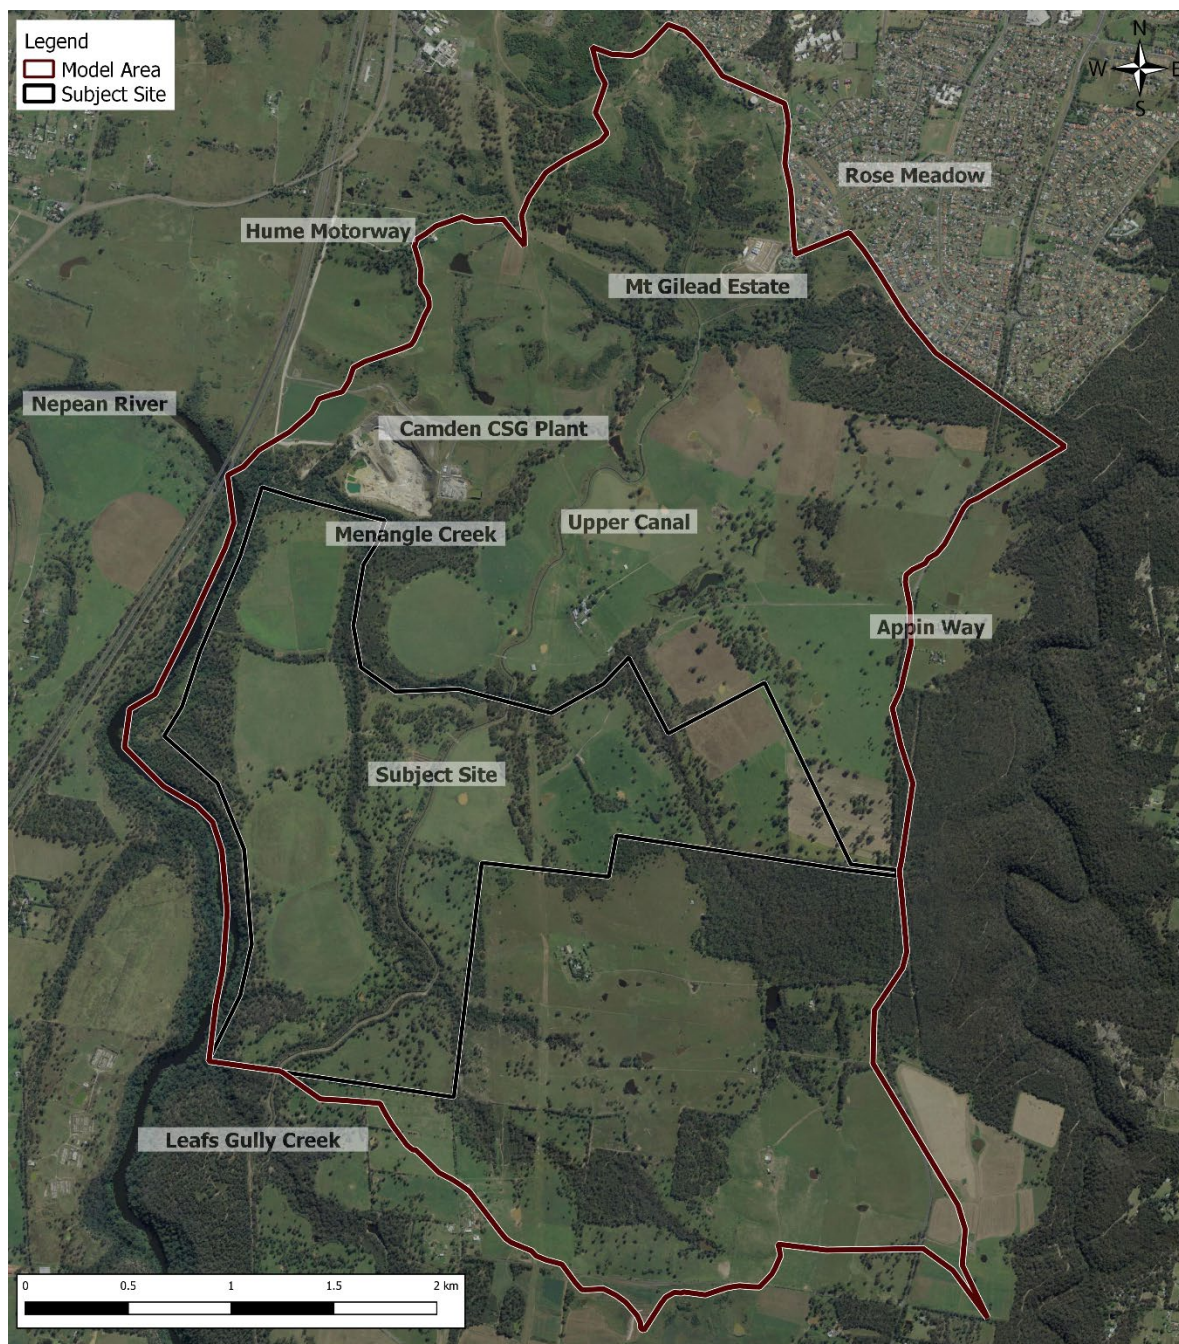 Legend
Model Area
Subject Site
N
W E
S
Rose Meadow
Hume Motorway
Mt Gilead Estate
Nepean River
Camden CSG Plant
Upper Canal
Menangle Creek
Appin Way
Subject Site
Leafs Gully Creek
0 0.5 1 1.5 2 km